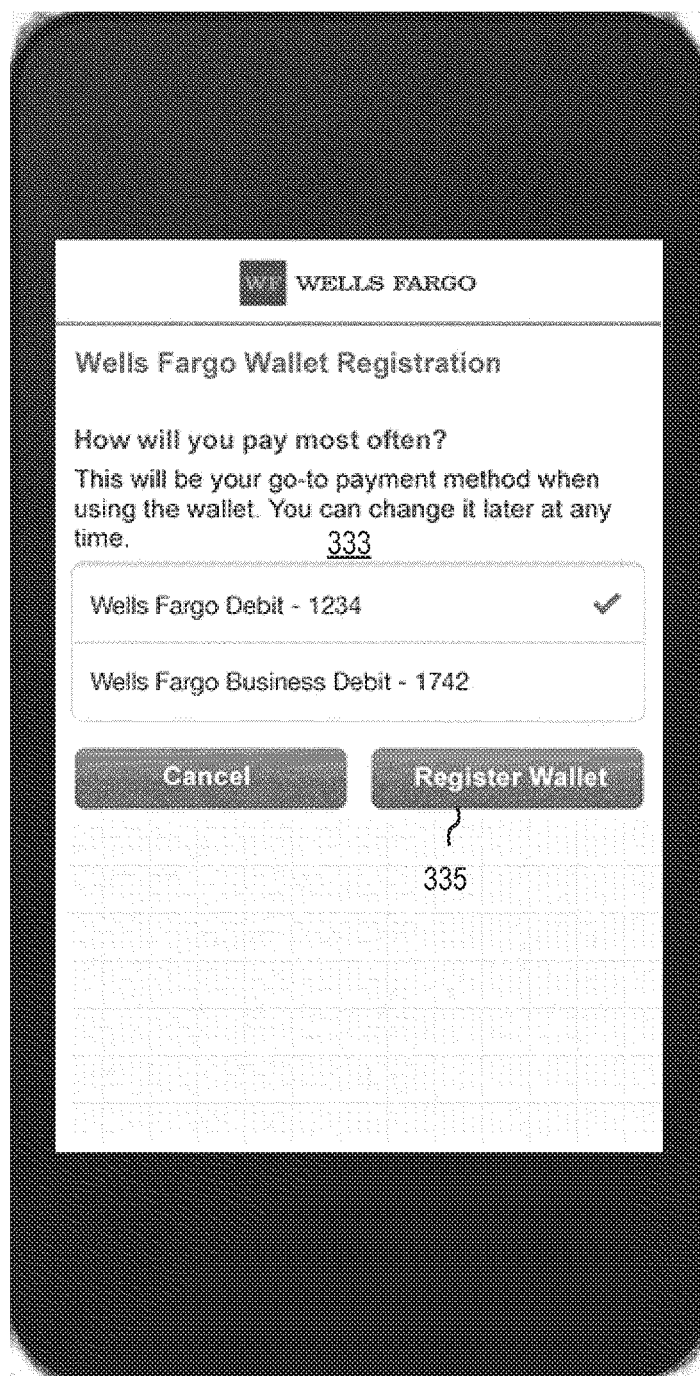 WF WELLS FARGO
Wells Fargo Wallet Registration
How will you pay most often?
This will be your go-to payment method when
using the wallet. You can change it later at any
time.
333
Wells Fargo Debit - 1234
Wells Fargo Business Debit - 1742
Cancel Register Wallet
335